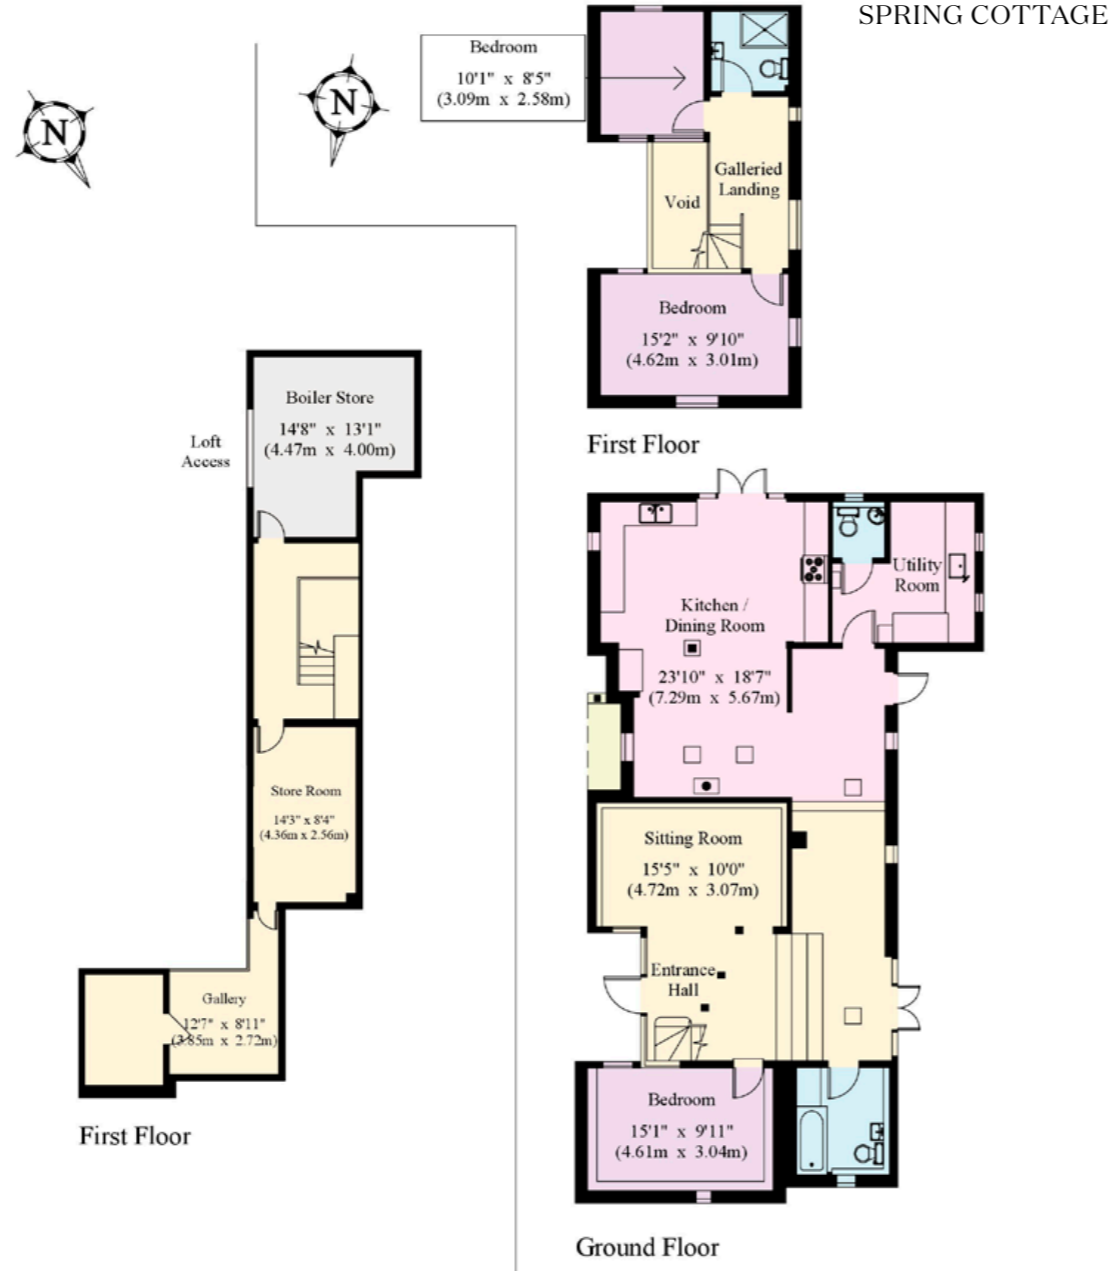 SPRING COTTAGE
N
N
Bedroom
10'1" x 8'5"
(3.09m x 2.58m)
Galleried
Landing
Void
Bedroom
15'2" x 9'10"
(4.62m x 3.01m)
First Floor
Boiler Store
14'8" x 13'1"
(4.47m x 4.00m)
Loft
Access
Store Room
14'3" x 8'4"
(4.36m x 2.56m)
Gallery
12'7" x 8'11"
(3.85m x 2.72m)
First Floor
Utility
Room
Kitchen /
Dining Room
23'10" x 18'7"
(7.29m x 5.67m)
Sitting Room
15'5" x 10'0"
(4.72m x 3.07m)
Entrance
Hall
Bedroom
15'1" x 9'11"
(4.61m x 3.04m)
Ground Floor